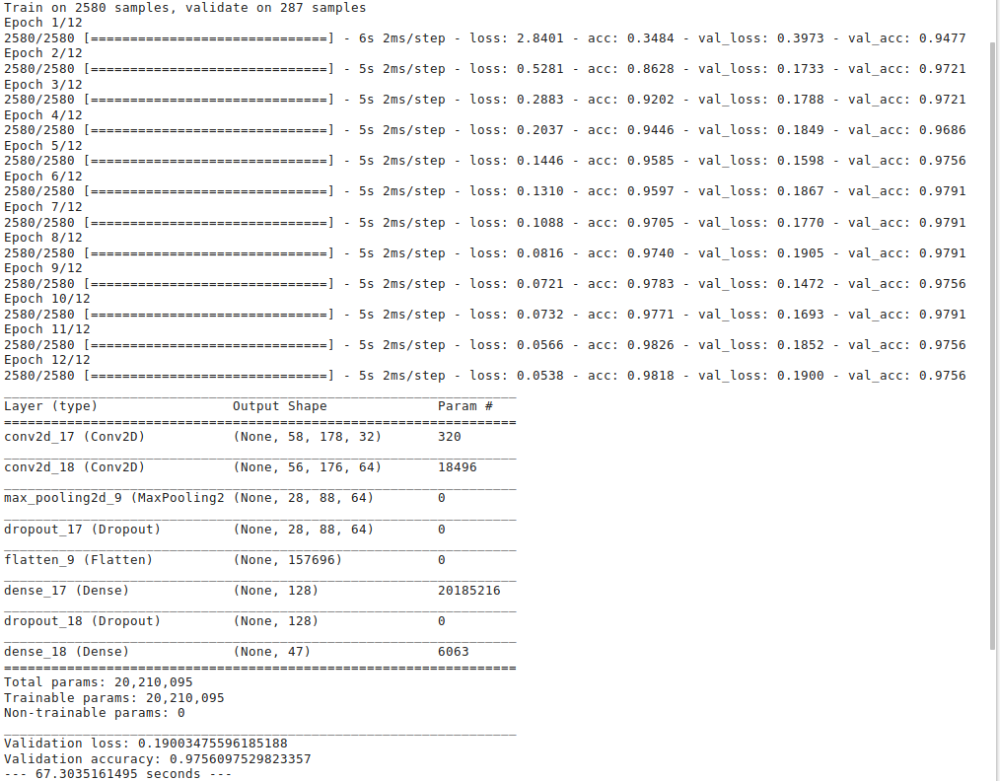 Train on 2580 samples, validate on 287 samples
Epoch 1/12
2580/2580 [==============================] - 6s 2ms/step - loss: 2.8401 - acc: 0.3484 - val_loss: 0.3973 - val_acc: 0.9477
Epoch 2/12
2580/2580 [==============================] - 5s 2ms/step - loss: 0.5281 - acc: 0.8628 - val_loss: 0.1733 - val_acc: 0.9721
Epoch 3/12
2580/2580 [==============================] - 5s 2ms/step - loss: 0.2883 - acc: 0.9202 - val_loss: 0.1788 - val_acc: 0.9721
Epoch 4/12
2580/2580 [==============================] - 5s 2ms/step - loss: 0.2037 - acc: 0.9446 - val_loss: 0.1849 - val_acc: 0.9686
Epoch 5/12
2580/2580 [==============================] - 5s 2ms/step - loss: 0.1446 - acc: 0.9585 - val_loss: 0.1598 - val_acc: 0.9756
Epoch 6/12
2580/2580 [==============================] - 5s 2ms/step - loss: 0.1310 - acc: 0.9597 - val_loss: 0.1867 - val_acc: 0.9791
Epoch 7/12
2580/2580 [==============================] - 5s 2ms/step - loss: 0.1088 - acc: 0.9705 - val_loss: 0.1770 - val_acc: 0.9791
Epoch 8/12
2580/2580 [==============================] - 5s 2ms/step - loss: 0.0816 - acc: 0.9740 - val_loss: 0.1905 - val_acc: 0.9791
Epoch 9/12
2580/2580 [==============================] - 5s 2ms/step - loss: 0.0721 - acc: 0.9783 - val_loss: 0.1472 - val_acc: 0.9756
Epoch 10/12
2580/2580 [==============================] - 5s 2ms/step - loss: 0.0732 - acc: 0.9771 - val_loss: 0.1693 - val_acc: 0.9791
Epoch 11/12
2580/2580 [==============================] - 5s 2ms/step - loss: 0.0566 - acc: 0.9826 - val_loss: 0.1852 - val_acc: 0.9756
Epoch 12/12
2580/2580 [==============================] - 5s 2ms/step - loss: 0.0538 - acc: 0.9818 - val_loss: 0.1900 - val_acc: 0.9756
_________________________________________________________________
Layer (type)                 Output Shape              Param #
=================================================================
conv2d_17 (Conv2D)           (None, 58, 178, 32)       320
_________________________________________________________________
conv2d_18 (Conv2D)           (None, 56, 176, 64)       18496
_________________________________________________________________
max_pooling2d_9 (MaxPooling2 (None, 28, 88, 64)        0
_________________________________________________________________
dropout_17 (Dropout)         (None, 28, 88, 64)        0
_________________________________________________________________
flatten_9 (Flatten)          (None, 157696)            0
_________________________________________________________________
dense_17 (Dense)             (None, 128)               20185216
_________________________________________________________________
dropout_18 (Dropout)         (None, 128)               0
_________________________________________________________________
dense_18 (Dense)             (None, 47)                6063
=================================================================
Total params: 20,210,095
Trainable params: 20,210,095
Non-trainable params: 0
_________________________________________________________________
Validation loss: 0.19003475596185188
Validation accuracy: 0.9756097529823357
--- 67.3035161495 seconds ---